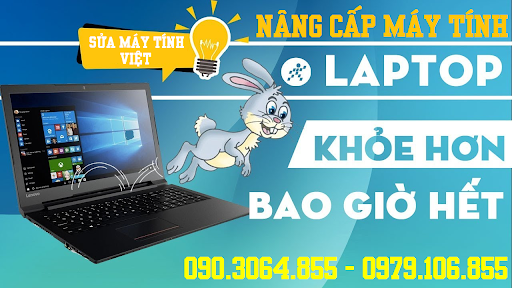 SỬA MÁY TÍNH
VIỆT
NÂNG CẤP MÁY TÍNH
LAPTOP
KHỎE HƠN
BAO GIỜ HẾT
090.3064.855 - 0979.106.855